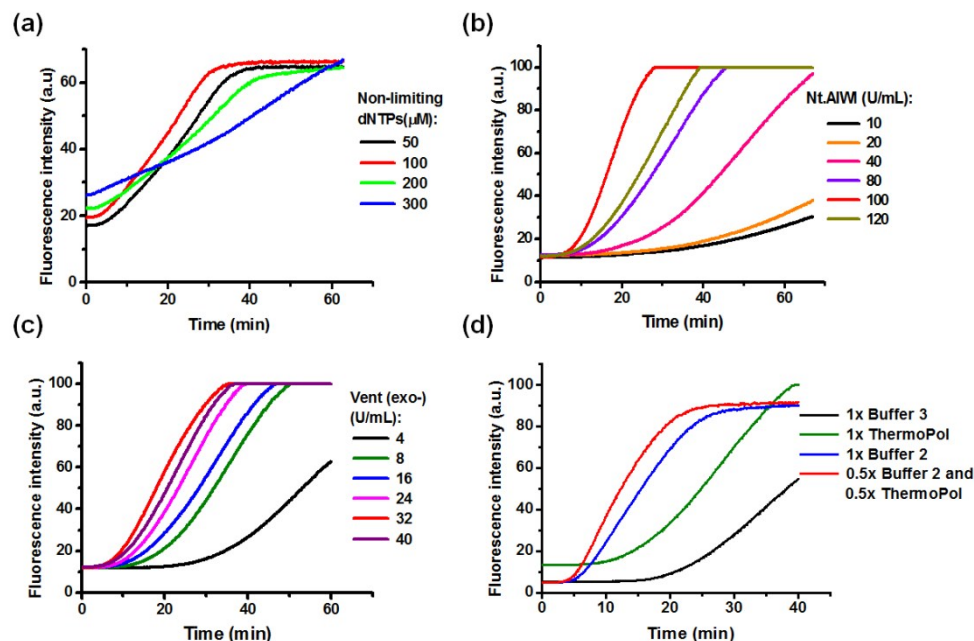 (a)
Fluorescence intensity (a.u)
60
40
20
0
0 20 40 60
Time (min)
Non-limiting
dNTPs(μM):
50
100
200
300
(b)
Fluorescence intensity (a.u.)
100
80
60
40
20
0
0 20 40 60
Time (min)
Nt.AlWI (U/mL):
10
20
40
80
100
120
(c)
Fluorescence intensity (a.u.)
100
80
60
40
20
0
0 20 40 60
Time (min)
Vent (exo-)
(U/mL):
4
8
16
24
32
40
(d)
Fluorescence intensity (a.u.)
100
80
60
40
20
0
0 10 20 30 40
Time (min)
1x Buffer 3
1x ThermoPol
1x Buffer 2
0.5x Buffer 2 and
0.5x ThermoPol